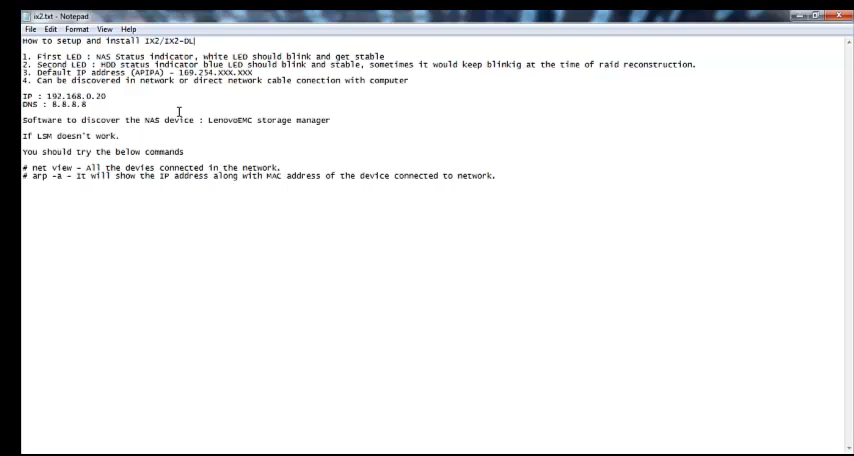 ix2.txt - Notepad
File Edit Format View Help
How to setup and install IX2/IX2-DL
1. First LED : NAS Status indicator, white LED should blink and get stable
2. Second LED : HDD status indicator blue LED should blink and stable, sometimes it would keep blinkig at the time of raid reconstruction.
3. Default IP address (APIPA) - 169.254.XXX.XXX
4. Can be discovered in network or direct network cable conection with computer
IP : 192.168.0.20
DNS : 8.8.8.8
Software to discover the NAS device : LenovoEMC storage manager
If LSM doesn't work.
You should try the below commands
# net view - All the devies connected in the network.
# arp -a - It will show the IP address along with MAC address of the device connected to network.